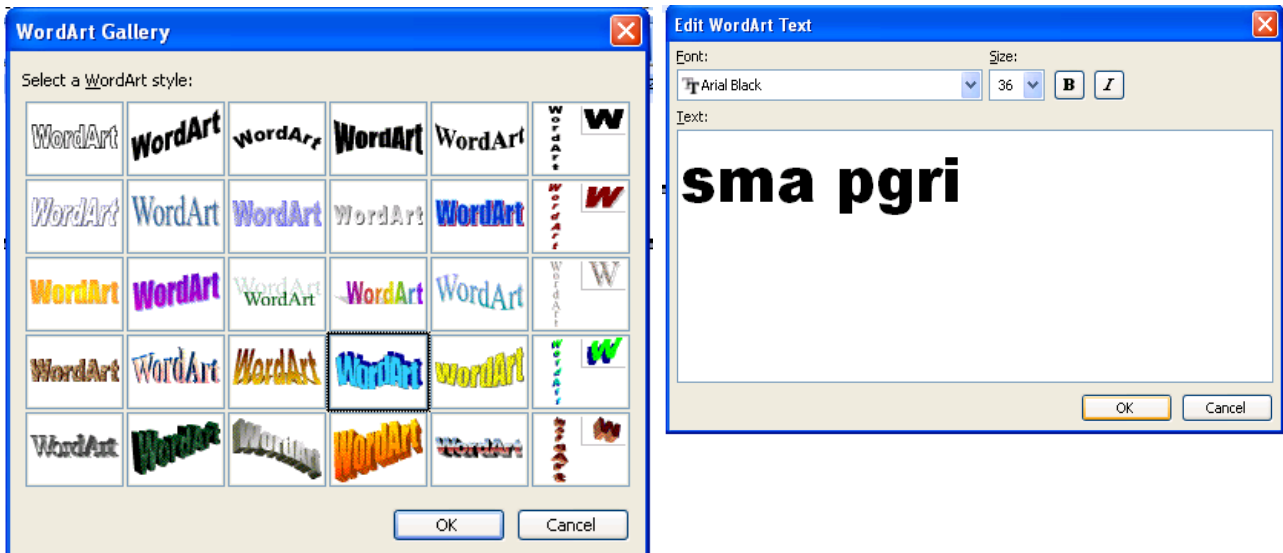 WordArt Gallery
Select a WordArt style:
WordArt WordArt WordArt WordArt WordArt WordArt W
WordArt WordArt WordArt WordArt WordArt WordArt W
WordArt WordArt WordArt WordArt WordArt WordArt WordArt W
WordArt WordArt WordArt WordArt WordArt WordArt W
WordArt WordArt WordArt WordArt WordArt WordArt W
OK Cancel
Edit WordArt Text
Font: Size:
Arial Black 36 B I
Text:
sma pgri
OK Cancel